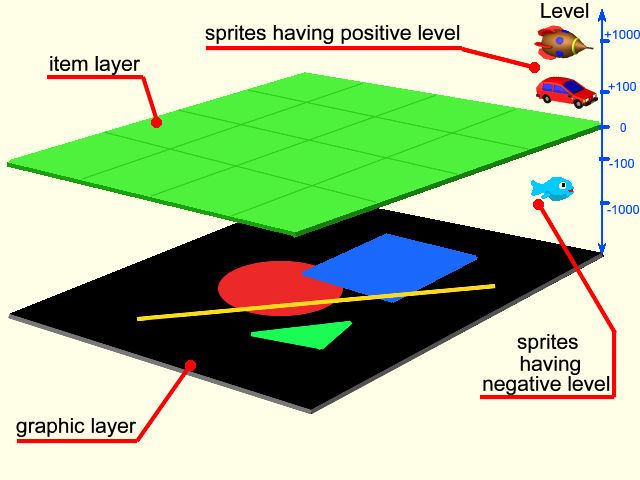 Level
sprites having positive level
+1000
item layer
+100
0
-100
-1000
sprites
having
negative level
graphic layer